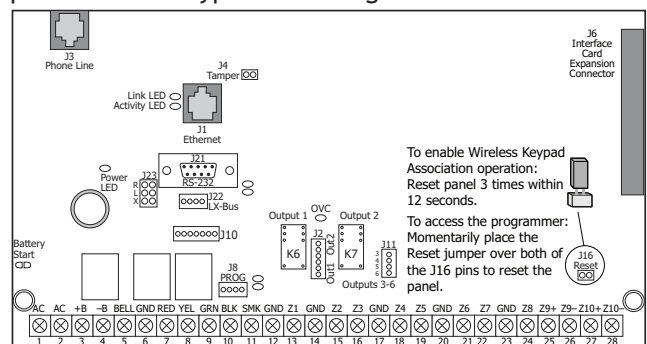 J3
Phone Line
J4
Tamper
J6
Interface
Card
Expansion
Connector
Link LED
Activity LED
J1
Ethernet
J21
RS-232
J23
R
L
X
Power
LED
J22
LX-Bus
To enable Wireless Keypad
Association operation:
Reset panel 3 times within
12 seconds.
To access the programmer:
Momentarily place the
Reset jumper over both of
the J16 pins to reset the
panel.
J16
Reset
OVC
Output 1
Output 2
J2
Out2
Out1
K6
K7
J11
3
4
5
6
Outputs 3-6
J10
J8
PROG
Battery
Start
AC AC +B –B BELL GND RED YEL GRN BLK SMK GND Z1 GND Z2 Z3 GND Z4 Z5 GND Z6 Z7 GND Z8 Z9+ Z9– Z10+ Z10–
1 2 3 4 5 6 7 8 9 10 11 12 13 14 15 16 17 18 19 20 21 22 23 24 25 26 27 28